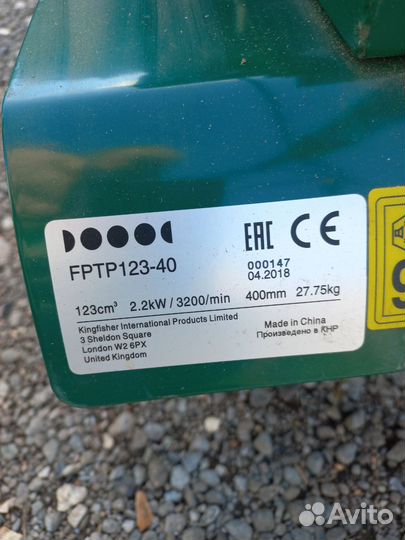 EAC CE
FPTP123-40
000147
04.2018
123cm³ 2.2kW / 3200/min 400mm 27.75kg
Kingfisher International Products Limited
3 Sheldon Square
London W2 6PX
United Kingdom
Made in China
Произведено в КНР
9
Avito